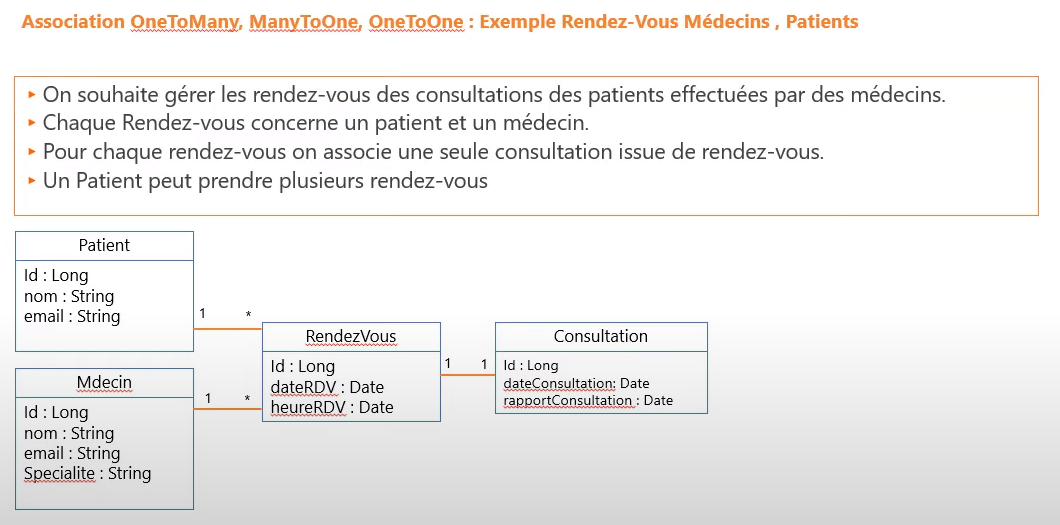 Association OneToMany, ManyToOne, OneToOne : Exemple Rendez-Vous Médecins , Patients
On souhaite gérer les rendez-vous des consultations des patients effectuées par des médecins.
Chaque Rendez-vous concerne un patient et un médecin.
Pour chaque rendez-vous on associe une seule consultation issue de rendez-vous.
Un Patient peut prendre plusieurs rendez-vous
Patient
Id : Long
nom : String
email : String
1 *
Mdecin
Id : Long
nom : String
email : String
Specialite : String
1 *
RendezVous
Id : Long
dateRDV : Date
heureRDV : Date
1 1
Consultation
Id : Long
dateConsultation: Date
rapportConsultation : Date